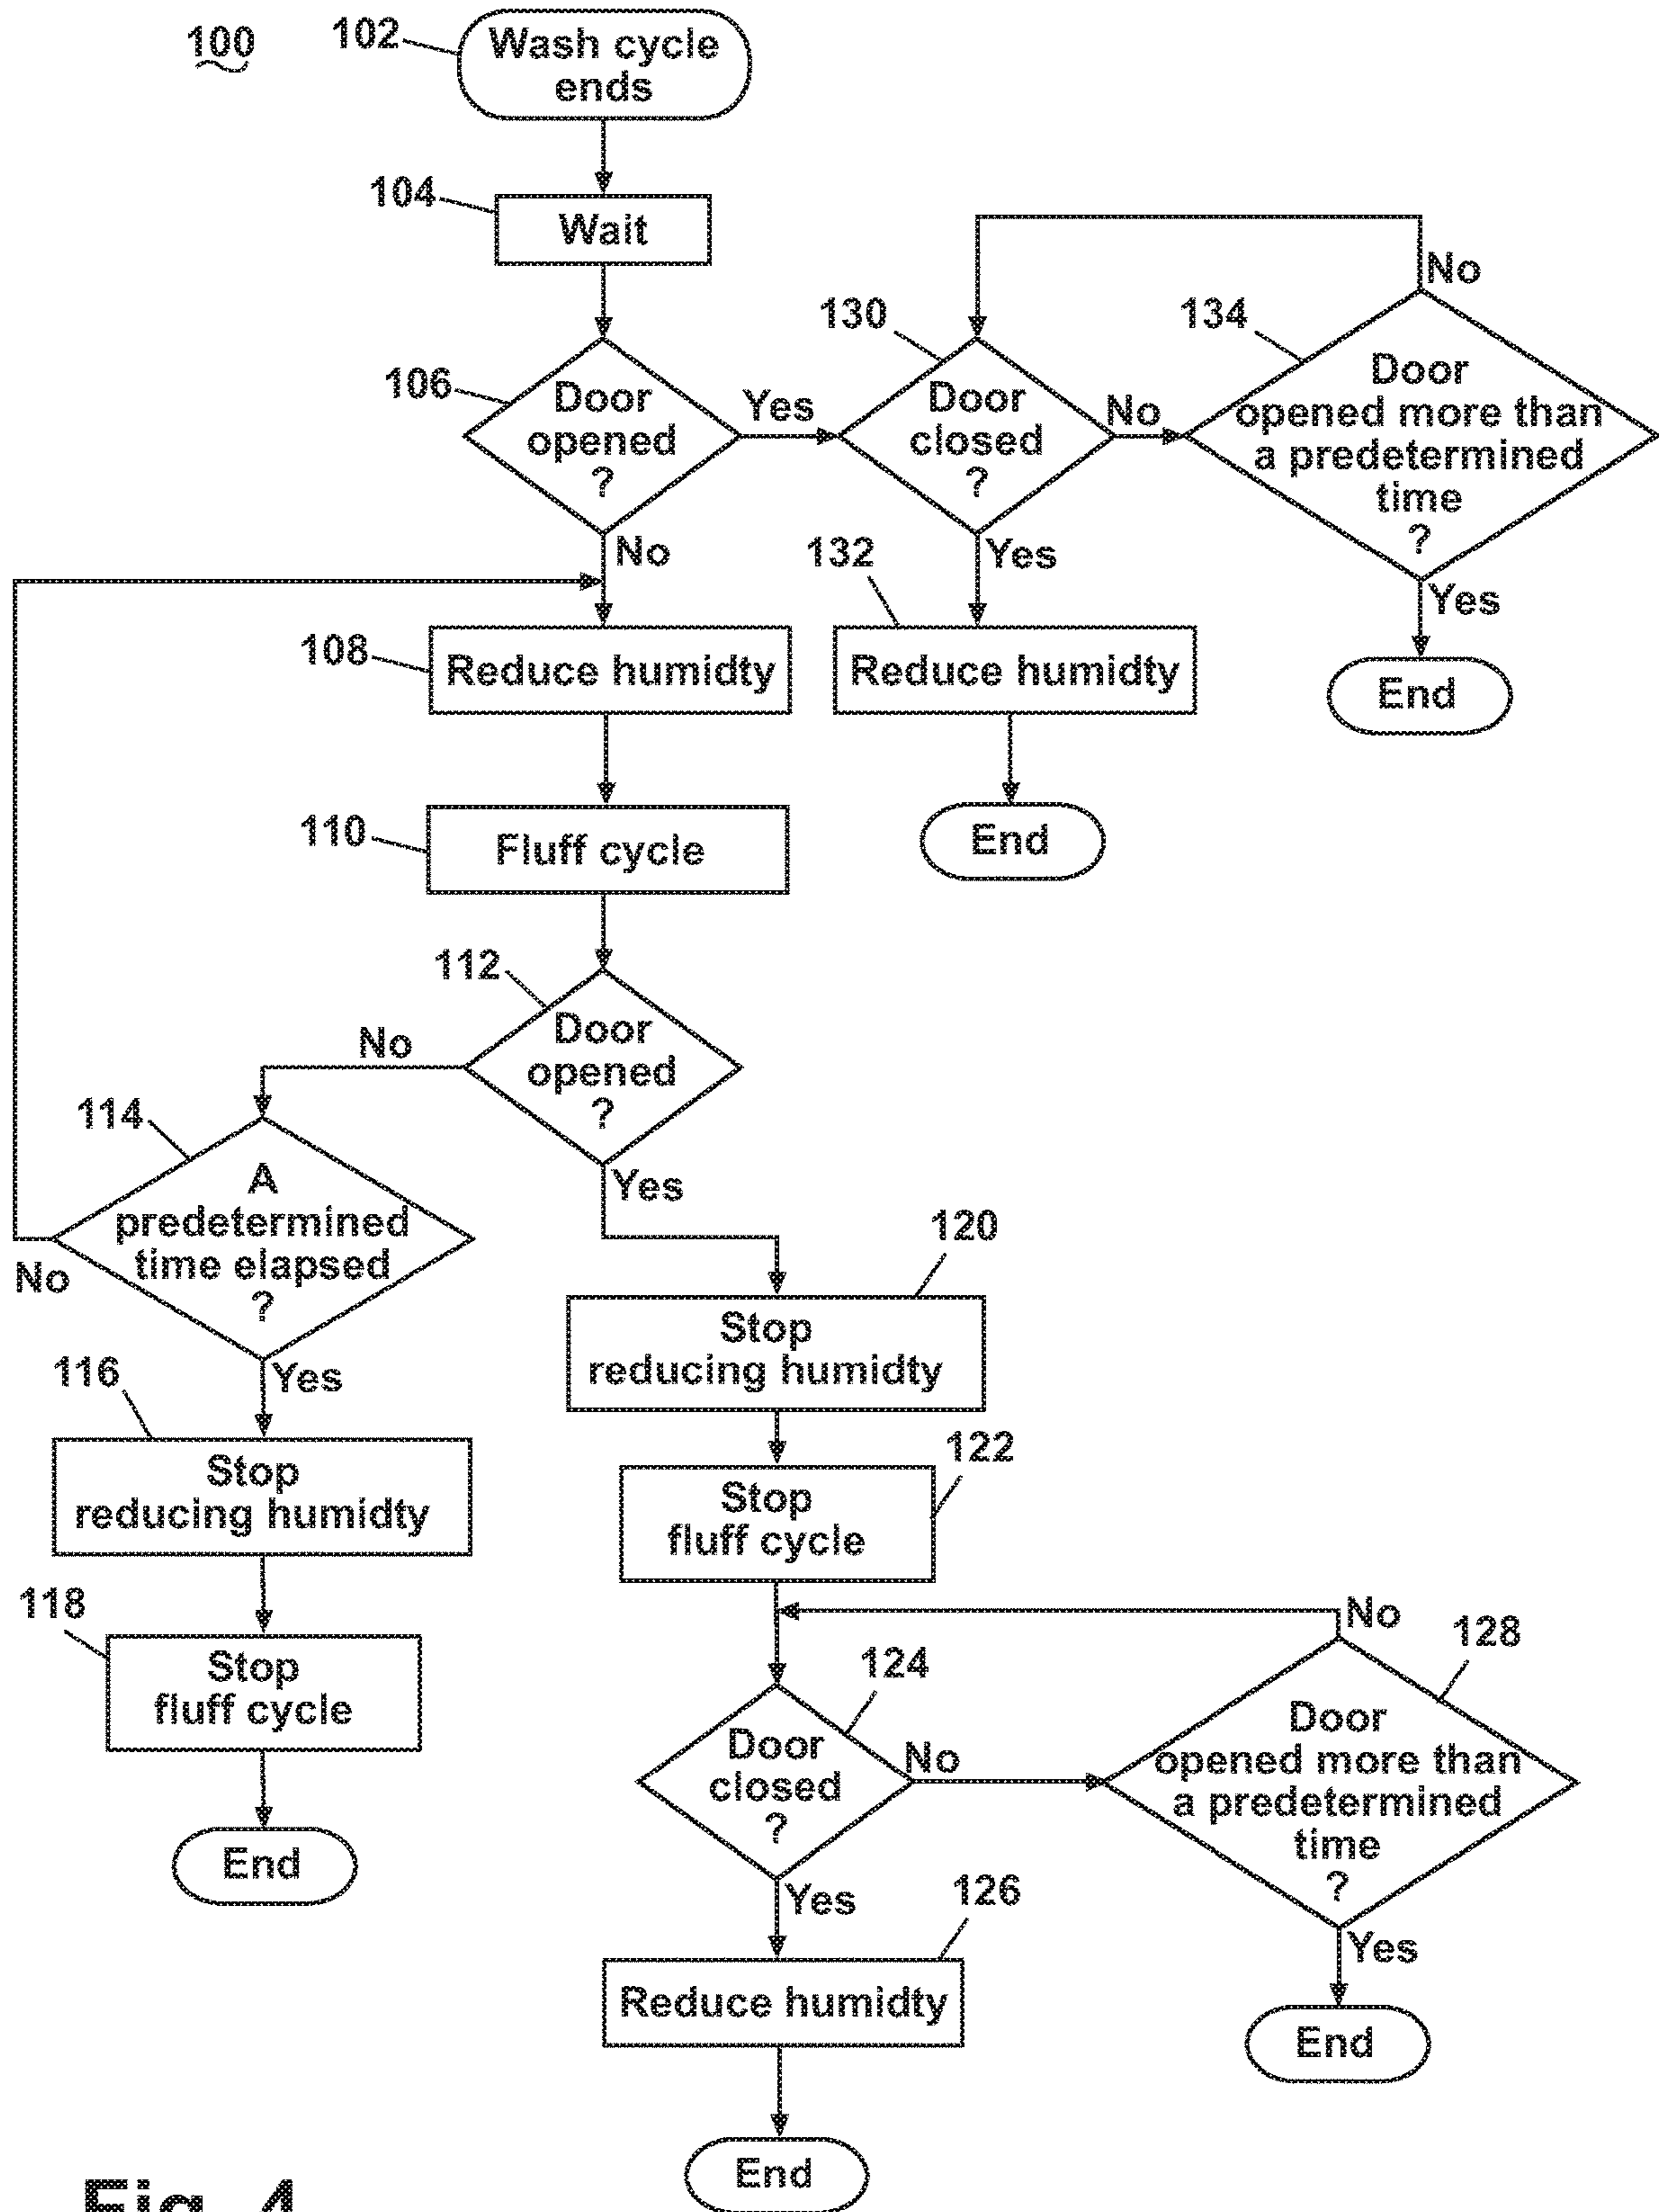 100
102
Wash cycle
ends
104
Wait
106
Door
opened
?
Yes
No
130
Door
closed
?
No
Yes
134
Door
opened more than
a predetermined
time
?
No
Yes
End
132
Reduce humidty
End
108
Reduce humidty
110
Fluff cycle
112
Door
opened
?
No
Yes
114
A
predetermined
time elapsed
?
No
Yes
116
Stop
reducing humidty
118
Stop
fluff cycle
End
120
Stop
reducing humidty
122
Stop
fluff cycle
124
Door
closed
?
No
Yes
128
Door
opened more than
a predetermined
time
?
No
Yes
End
126
Reduce humidty
End
Fig. 4